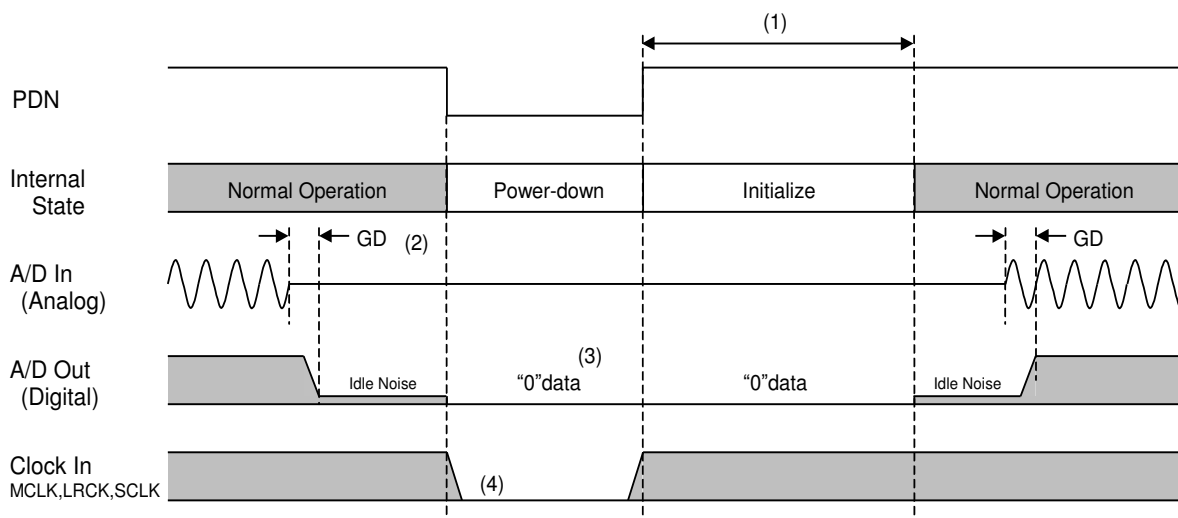 (1)
PDN
Internal
State
Normal Operation
Power-down
Initialize
Normal Operation
GD
(2)
GD
A/D In
(Analog)
A/D Out
(Digital)
Idle Noise
(3)
“0”data
“0”data
Idle Noise
Clock In
MCLK,LRCK,SCLK
(4)